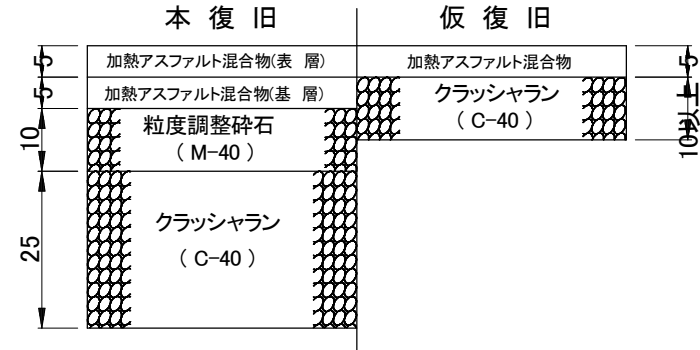 本 復 旧
仮 復 旧
5
加熱アスファルト混合物(表 層)
加熱アスファルト混合物
5
5
加熱アスファルト混合物(基 層)
クラッシャラン
( C-40 )
10以上
10
粒度調整砕石
( M-40 )
25
クラッシャラン
( C-40 )